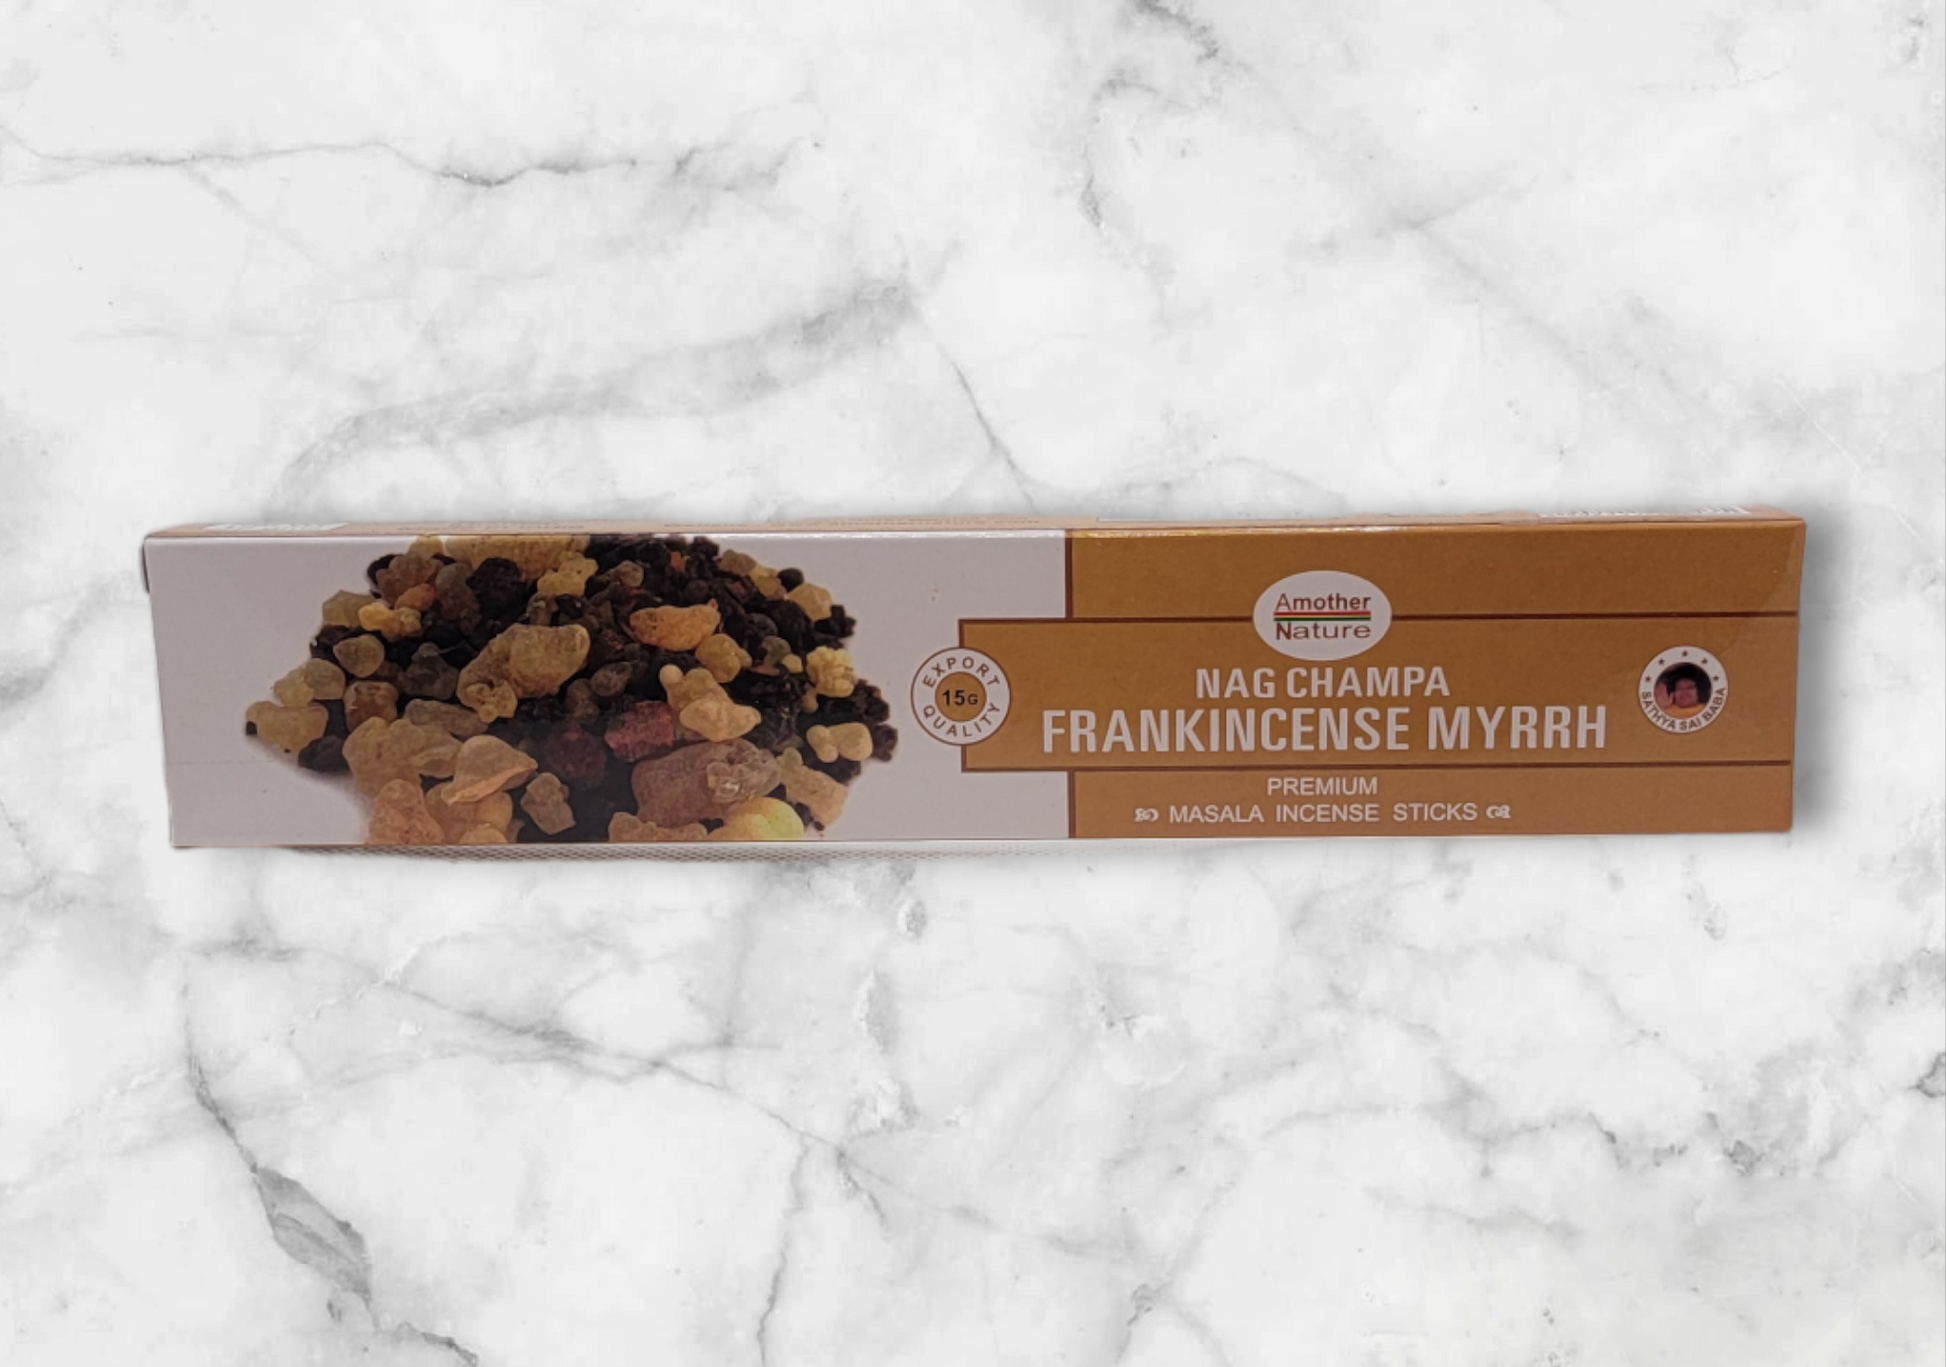 Amother
Nature
EXPORT
15G
QUALITY
NAG CHAMPA
FRANKINCENSE MYRRH
SATHYA SAI BABA
PREMIUM
MASALA INCENSE STICKS